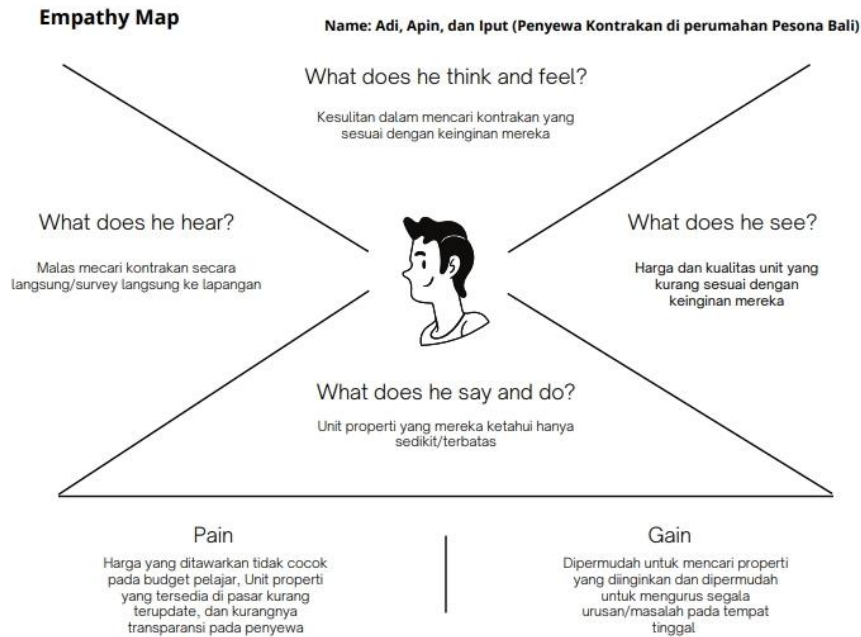 Empathy Map
Name: Adi, Apin, dan Iput (Penyewa Kontrakan di perumahan Pesona Bali)
What does he think and feel?
Kesulitan dalam mencari kontrakan yang
sesuai dengan keinginan mereka
What does he hear?
Malas mecari kontrakan secara
langsung/survey langsung ke lapangan
What does he see?
Harga dan kualitas unit yang
kurang sesuai dengan
keinginan mereka
What does he say and do?
Unit properti yang mereka ketahui hanya
sedikit/terbatas
Pain
Harga yang ditawarkan tidak cocok
pada budget pelajar, Unit properti
yang tersedia di pasar kurang
terupdate, dan kurangnya
transparansi pada penyewa
Gain
Dipermudah untuk mencari properti
yang diinginkan dan dipermudah
untuk mengurus segala
urusan/masalah pada tempat
tinggal